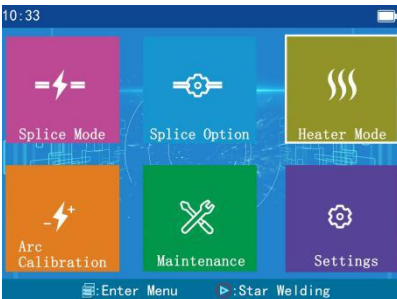 10:33
Splice Mode
Splice Option
Heater Mode
Arc
Calibration
Maintenance
Settings
:Enter Menu
:Star Welding